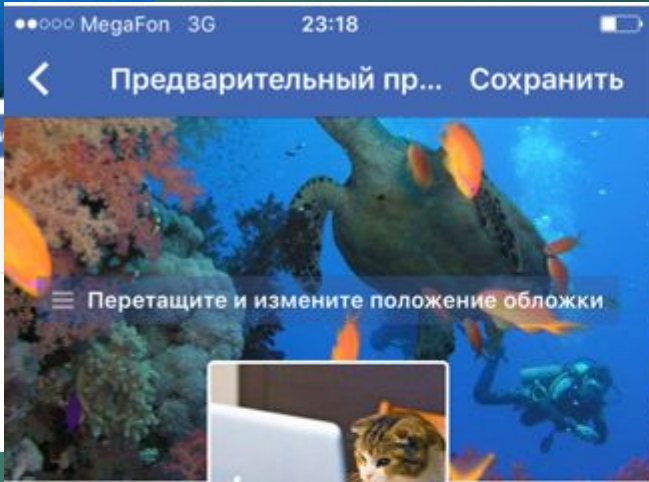 MegaFon 3G 23:18
Предварительный пр... Сохранить
Перетащите и измените положение обложки